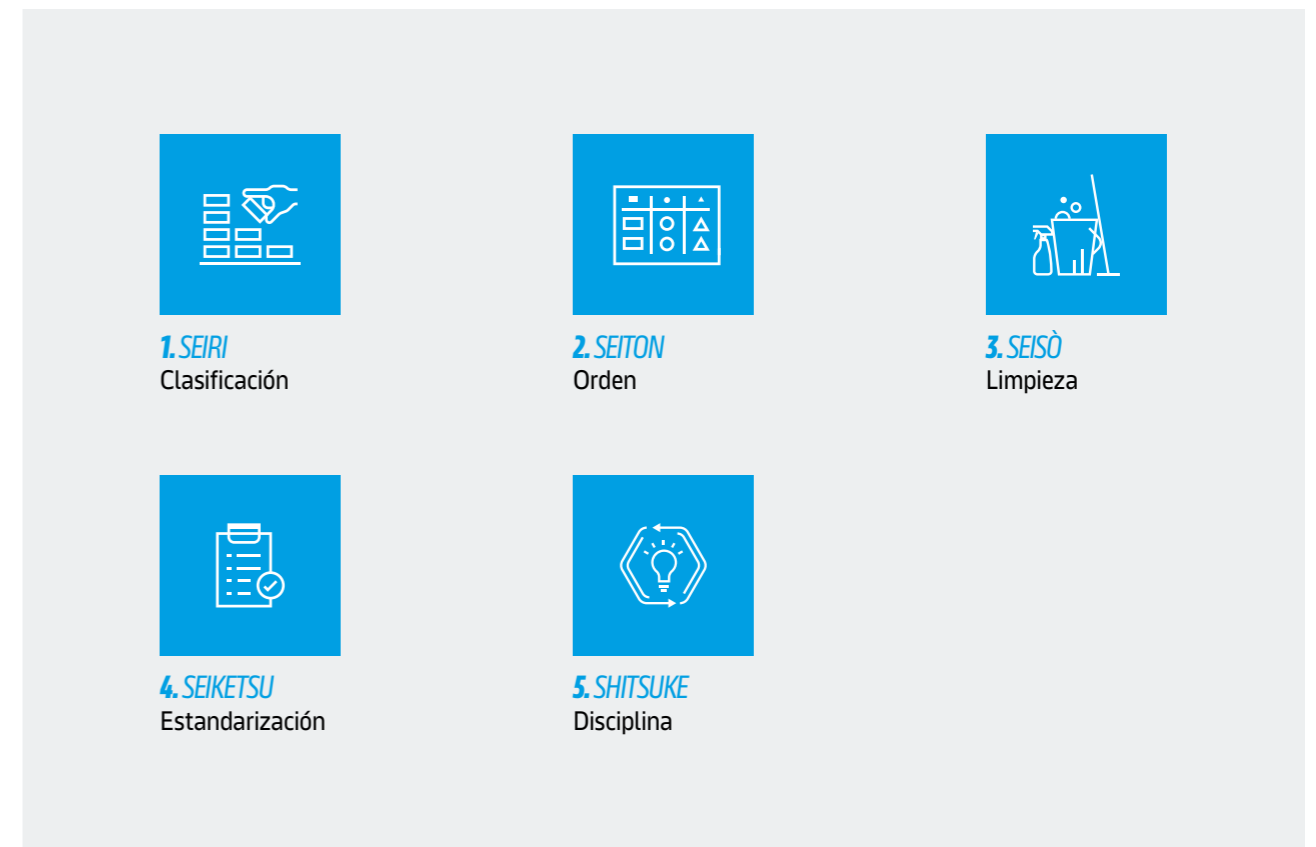 1. SEIRI
Clasificación
2. SEITON
Orden
3. SEISÒ
Limpieza
4. SEIKETSU
Estandarización
5. SHITSUKE
Disciplina